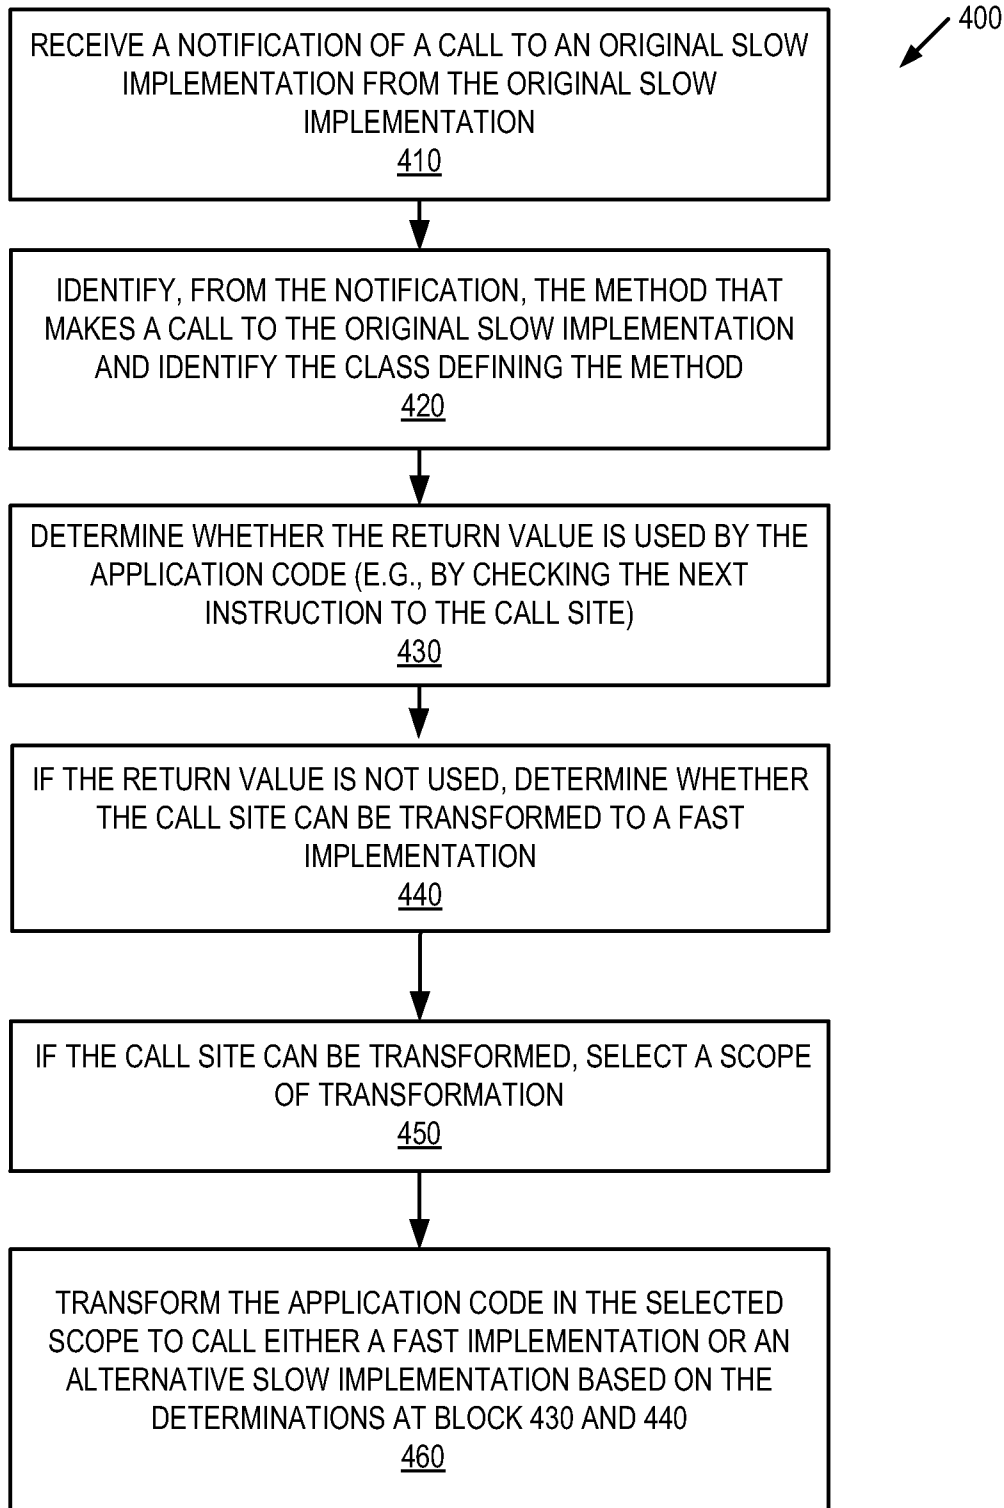 400
RECEIVE A NOTIFICATION OF A CALL TO AN ORIGINAL SLOW
IMPLEMENTATION FROM THE ORIGINAL SLOW
IMPLEMENTATION
410
IDENTIFY, FROM THE NOTIFICATION, THE METHOD THAT
MAKES A CALL TO THE ORIGINAL SLOW IMPLEMENTATION
AND IDENTIFY THE CLASS DEFINING THE METHOD
420
DETERMINE WHETHER THE RETURN VALUE IS USED BY THE
APPLICATION CODE (E.G., BY CHECKING THE NEXT
INSTRUCTION TO THE CALL SITE)
430
IF THE RETURN VALUE IS NOT USED, DETERMINE WHETHER
THE CALL SITE CAN BE TRANSFORMED TO A FAST
IMPLEMENTATION
440
IF THE CALL SITE CAN BE TRANSFORMED, SELECT A SCOPE
OF TRANSFORMATION
450
TRANSFORM THE APPLICATION CODE IN THE SELECTED
SCOPE TO CALL EITHER A FAST IMPLEMENTATION OR AN
ALTERNATIVE SLOW IMPLEMENTATION BASED ON THE
DETERMINATIONS AT BLOCK 430 AND 440
460